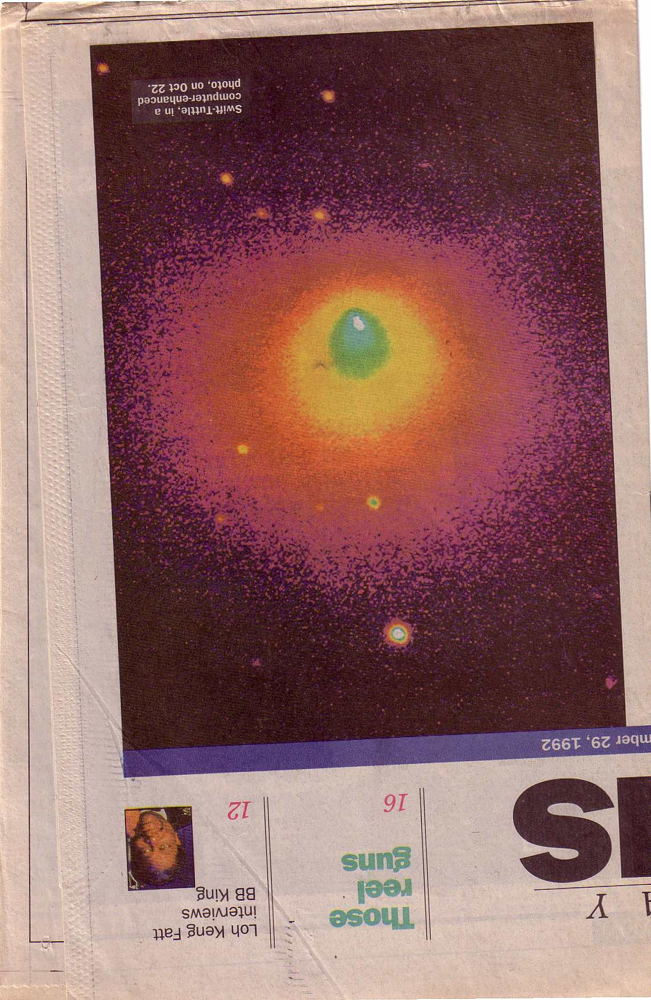 A Y
IS
Those
reel
guns
16
Loh Keng Fatt
interviews
BB King
12
mber 29, 1992
Swift-Tuttle, in a
computer-enhanced
photo, on Oct 22.